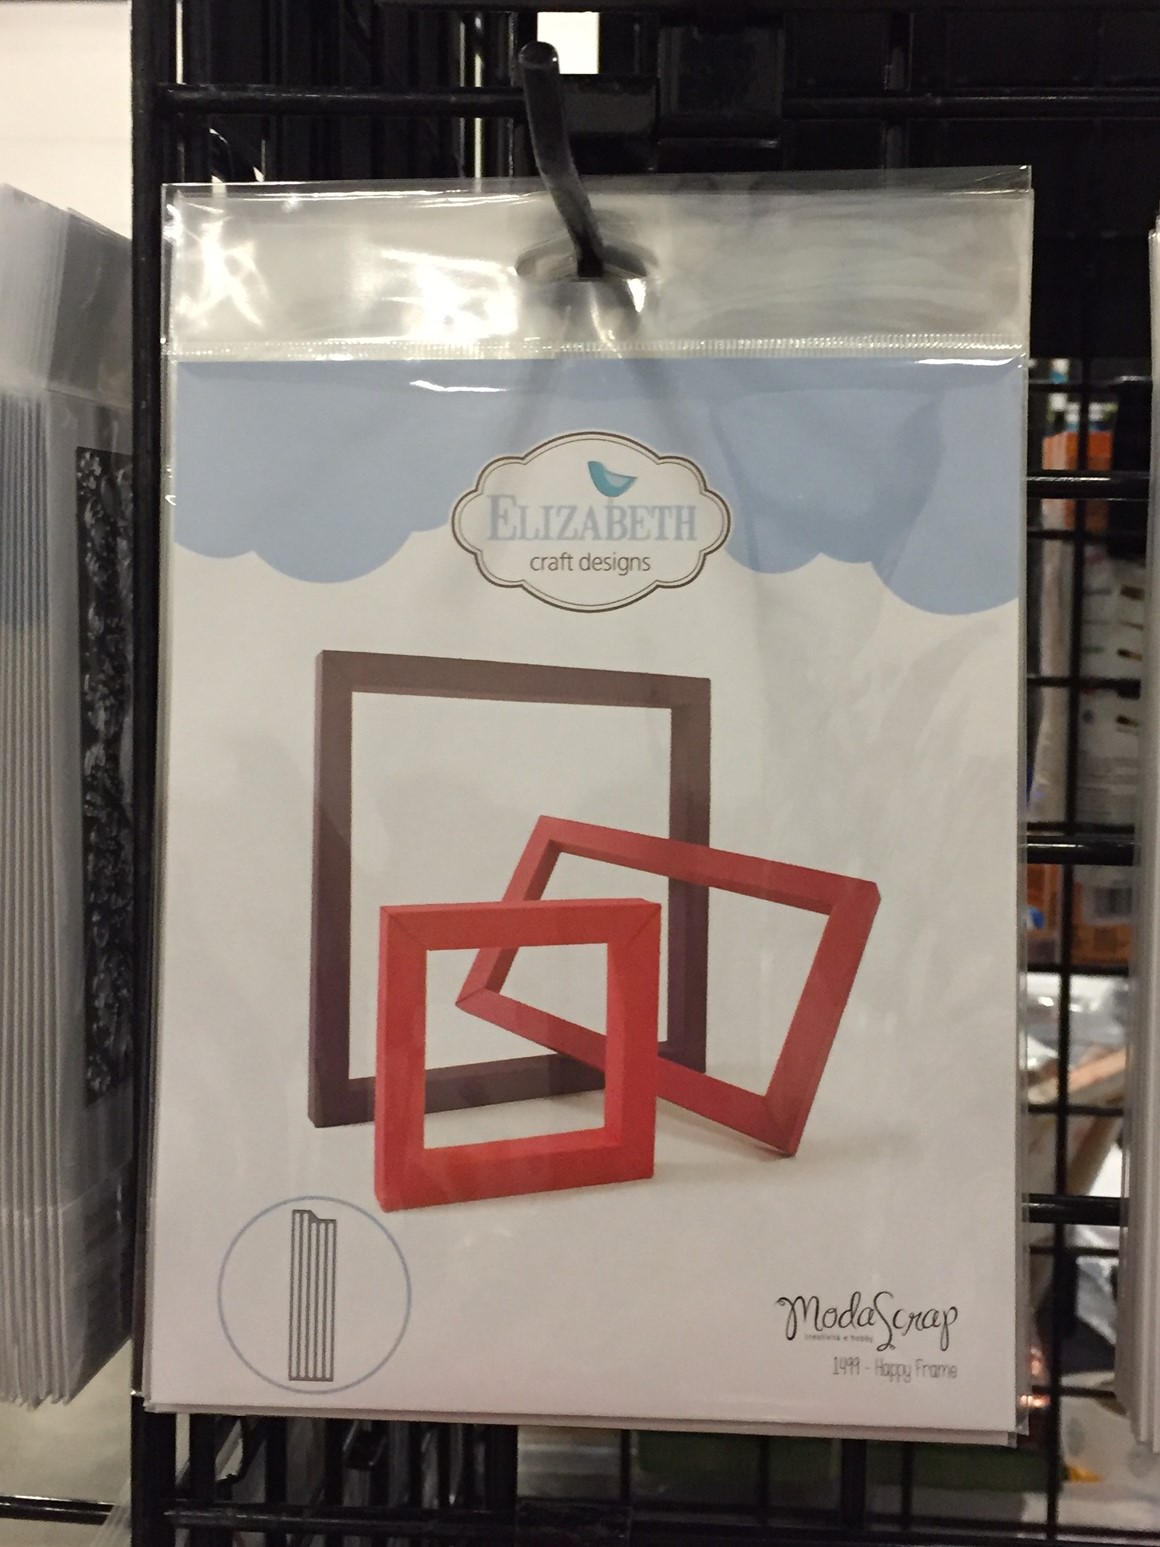 ELIZABETH
craft designs
ModaScrap
creatività e hobby
1499 - Happy Frame